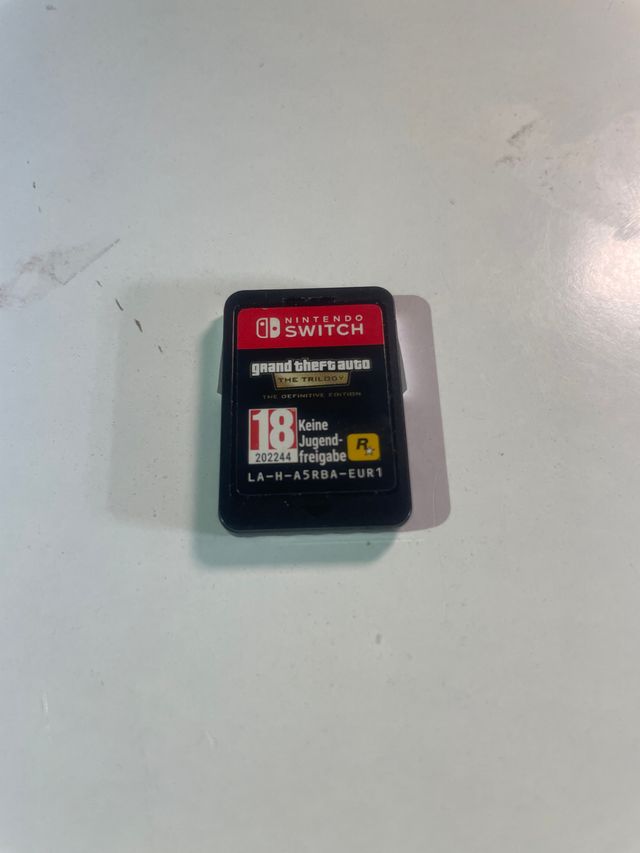 NINTENDO
SWITCH
grand theft auto
THE TRILOGY
THE DEFINITIVE EDITION
18
202244
Keine
Jugend-
freigabe
R
LA-H-A5RBA-EUR1